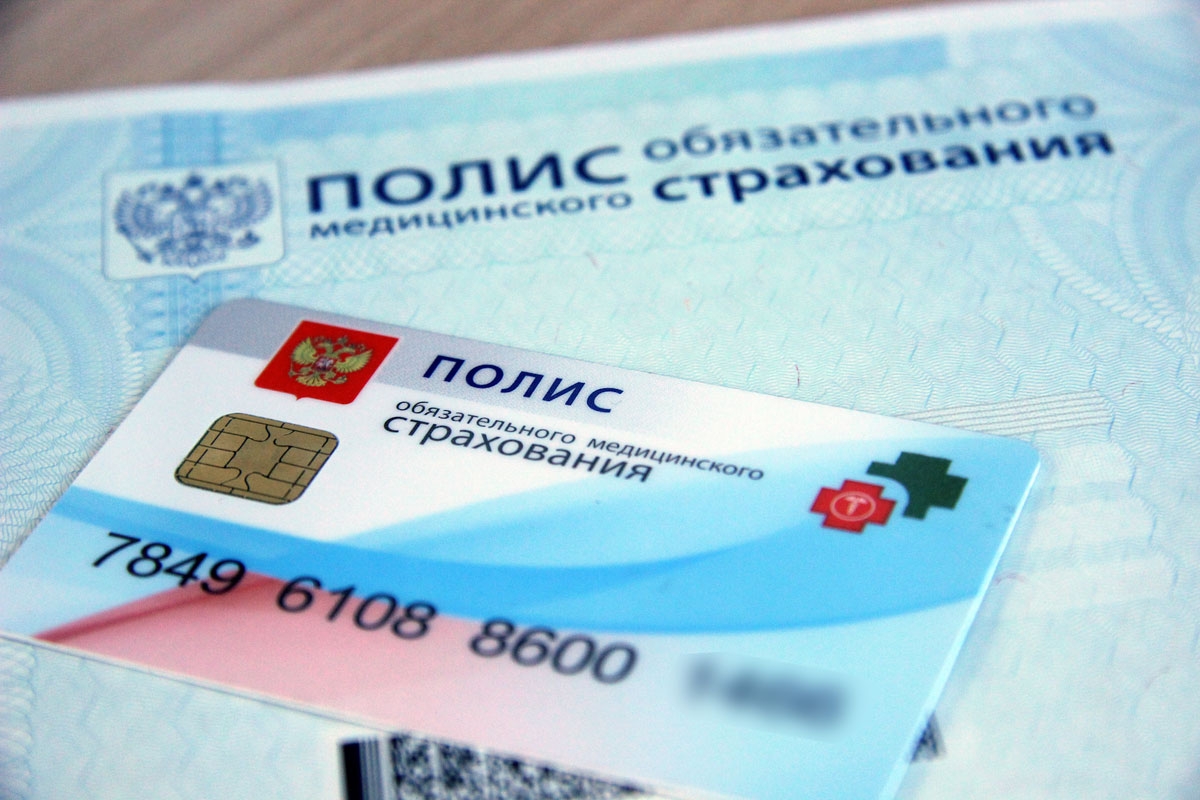 ПОЛИС обязательного
медицинского страхования
ПОЛИС
обязательного медицинского
страхования
7849 6108 8600